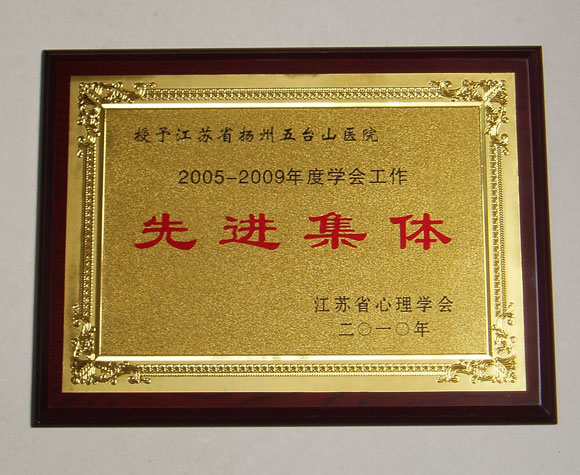 授予江苏省扬州五台山医院
2005-2009年度学会工作
先进集体
江苏省心理学会
二〇一〇年